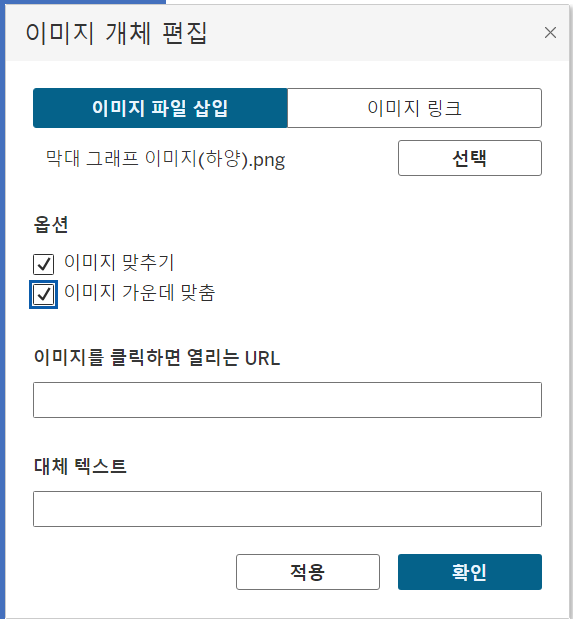 이미지 개체 편집
이미지 파일 삽입 이미지 링크
막대 그래프 이미지(하양).png 선택
옵션
이미지 맞추기
이미지 가운데 맞춤
이미지를 클릭하면 열리는 URL
대체 텍스트
적용 확인